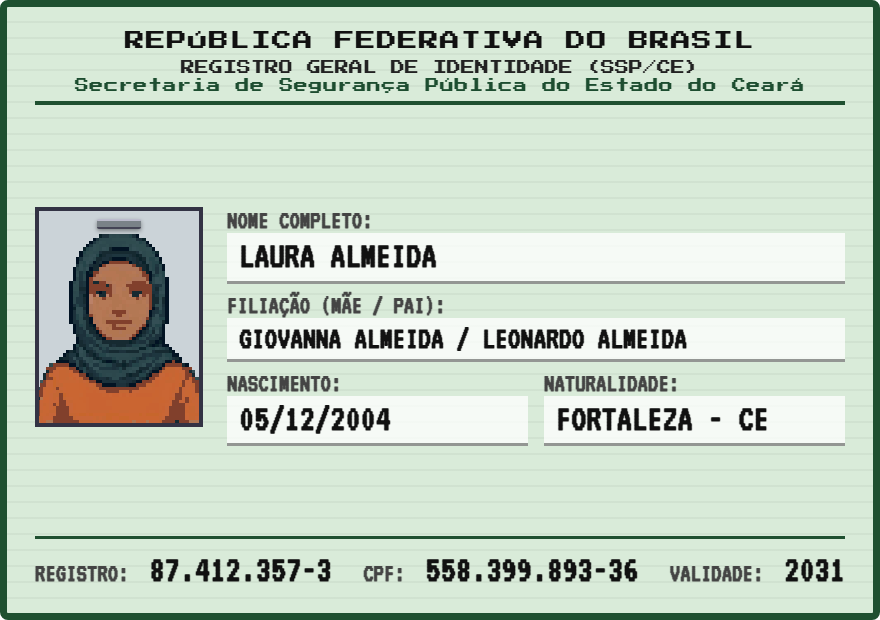 REPúBLICA FEDERATIVA DO BRASIL
REGISTRO GERAL DE IDENTIDADE (SSP/CE)
Secretaria de Segurança Pública do Estado do Ceará
NOME COMPLETO:
LAURA ALMEIDA
FILIAÇÃO (MÃE / PAI):
GIOVANNA ALMEIDA / LEONARDO ALMEIDA
NASCIMENTO: NATURALIDADE:
05/12/2004 FORTALEZA - CE
REGISTRO: 87.412.357-3 CPF: 558.399.893-36 VALIDADE: 2031